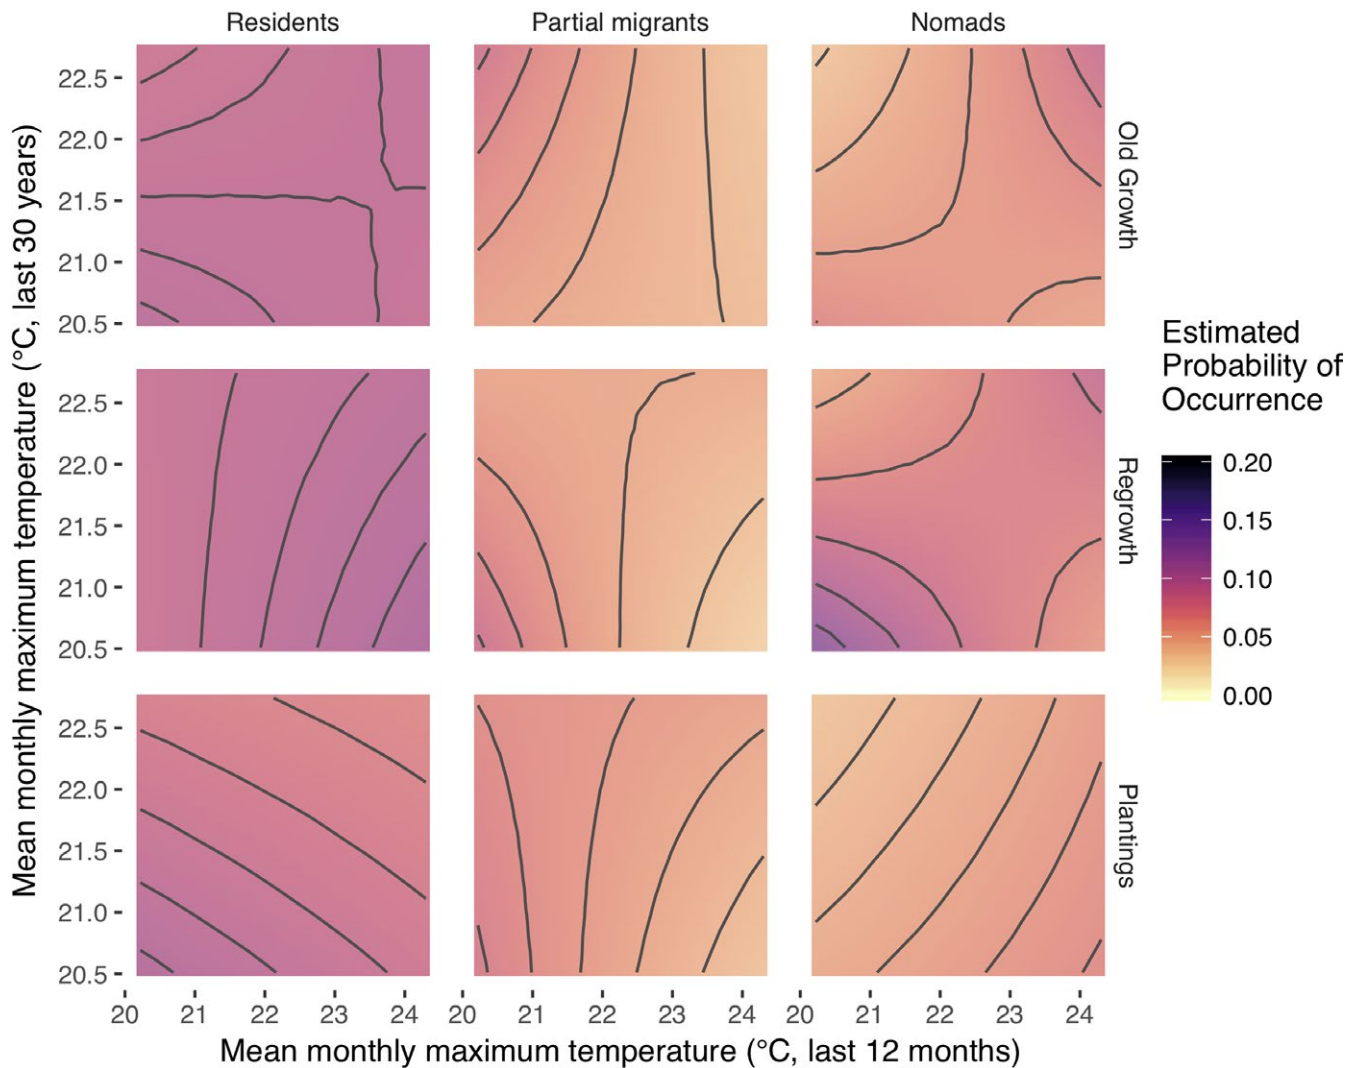 Residents Partial migrants Nomads
22.5
22.0
21.5
21.0
20.5
Old Growth
22.5
22.0
21.5
21.0
20.5
Regrowth
22.5
22.0
21.5
21.0
20.5
Plantings
20 21 22 23 24 20 21 22 23 24 20 21 22 23 24
Mean monthly maximum temperature (°C, last 12 months)
Mean monthly maximum temperature (°C, last 30 years)
Estimated
Probability of
Occurrence
0.20
0.15
0.10
0.05
0.00